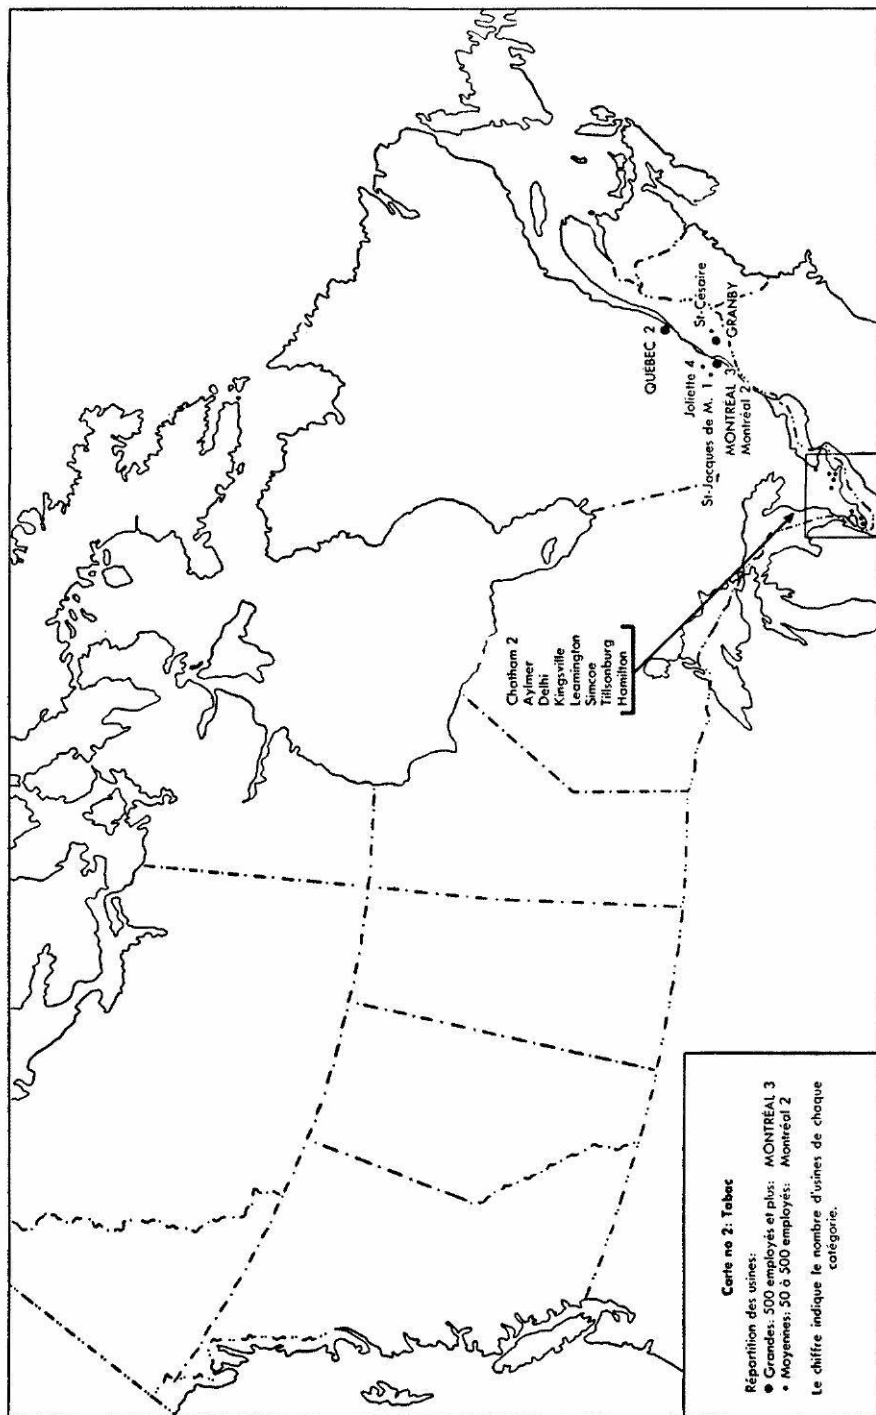 Chatham 2
Aylmer
Delhi
Kingsville
Leamington
Simcoe
Tillsonburg
Hamilton
QUÉBEC 2
Joliette 4
St-Jacques de M. 1
MONTRÉAL 3
Montréal 2
St-Césaire
GRANBY
Carte no 2: Tabac
Répartition des usines:
● Grandes: 500 employés et plus: MONTRÉAL 3
• Moyennes: 50 à 500 employés: Montréal 2
Le chiffre indique le nombre d'usines de chaque
catégorie.